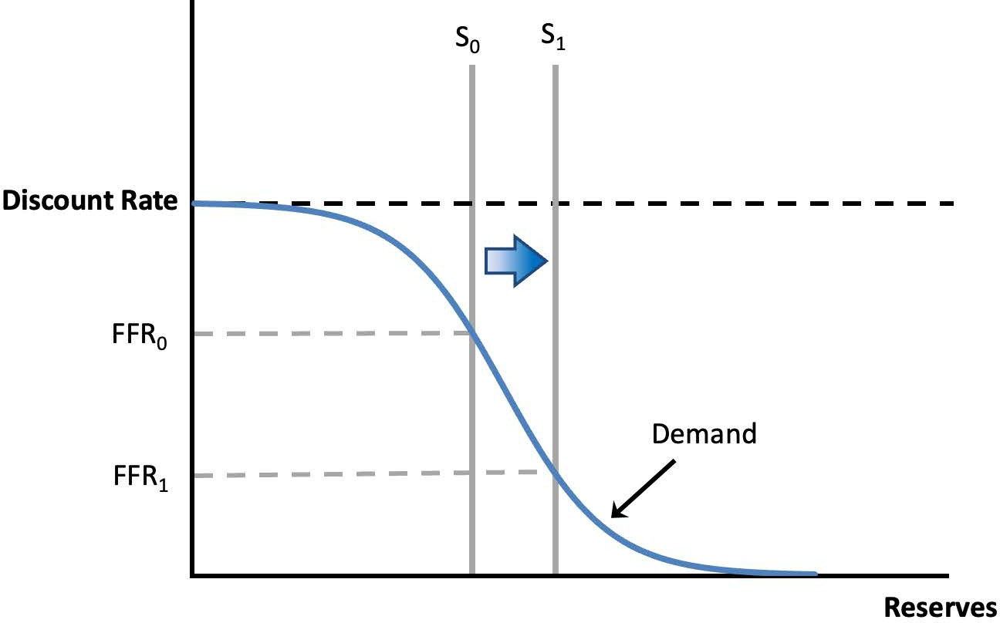 S₀
S₁
Discount Rate
FFR₀
Demand
FFR₁
Reserves